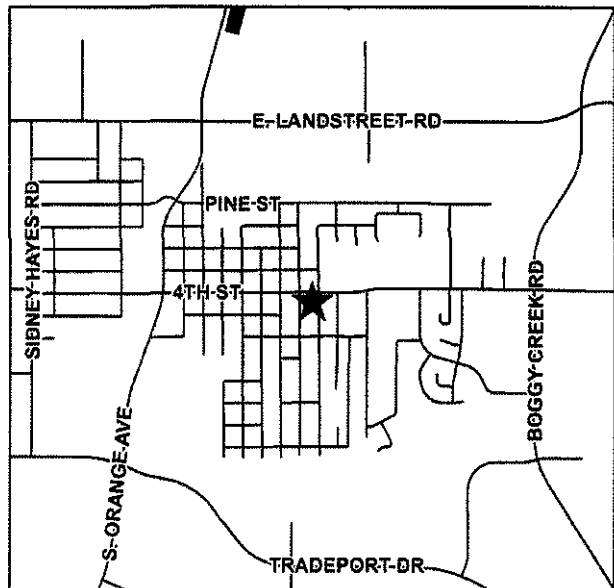 E. LANDSTREET RD
PINE ST
SIDNEY HAYES RD
4TH ST
BOGGY CREEK RD
S. ORANGE AVE
TRADEPORT DR